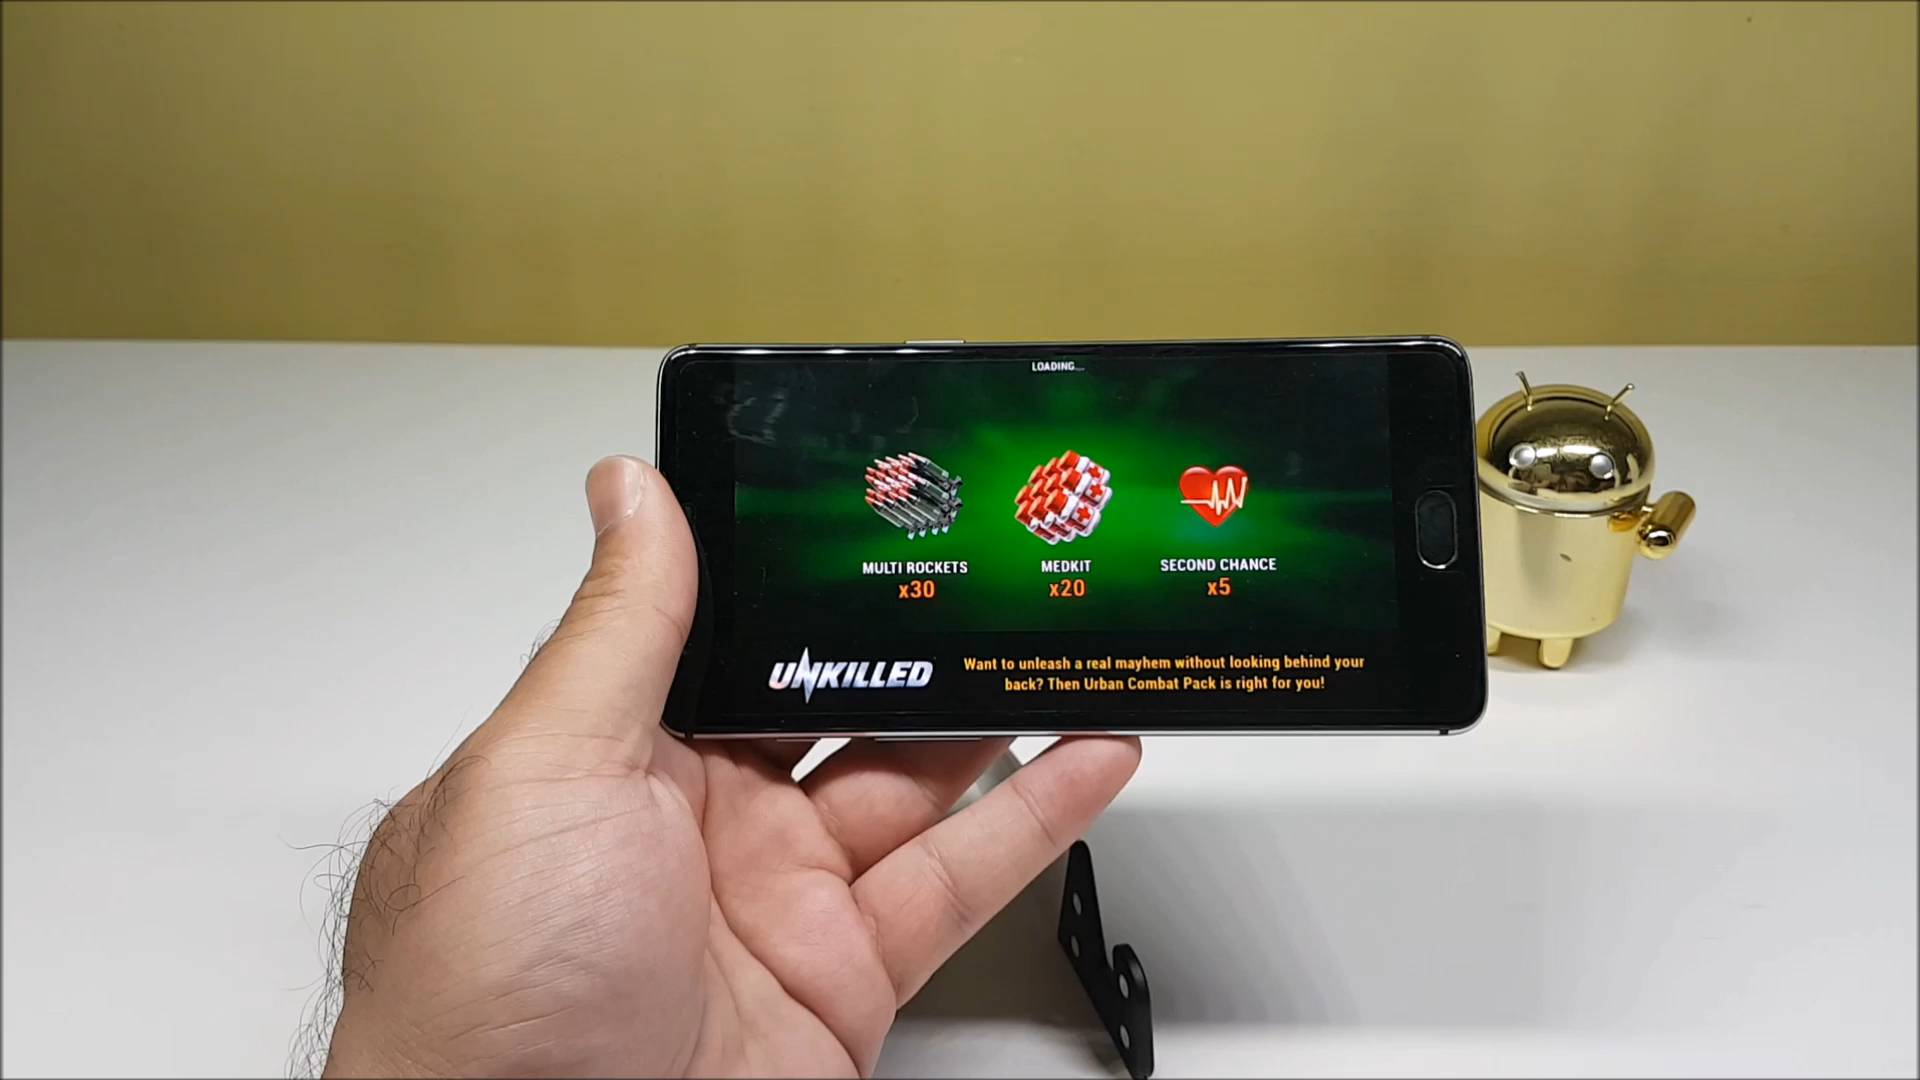 LOADING...
MULTI ROCKETS
x30
MEDKIT
x20
SECOND CHANCE
x5
UNKILLED
Want to unleash a real mayhem without looking behind your
back? Then Urban Combat Pack is right for you!